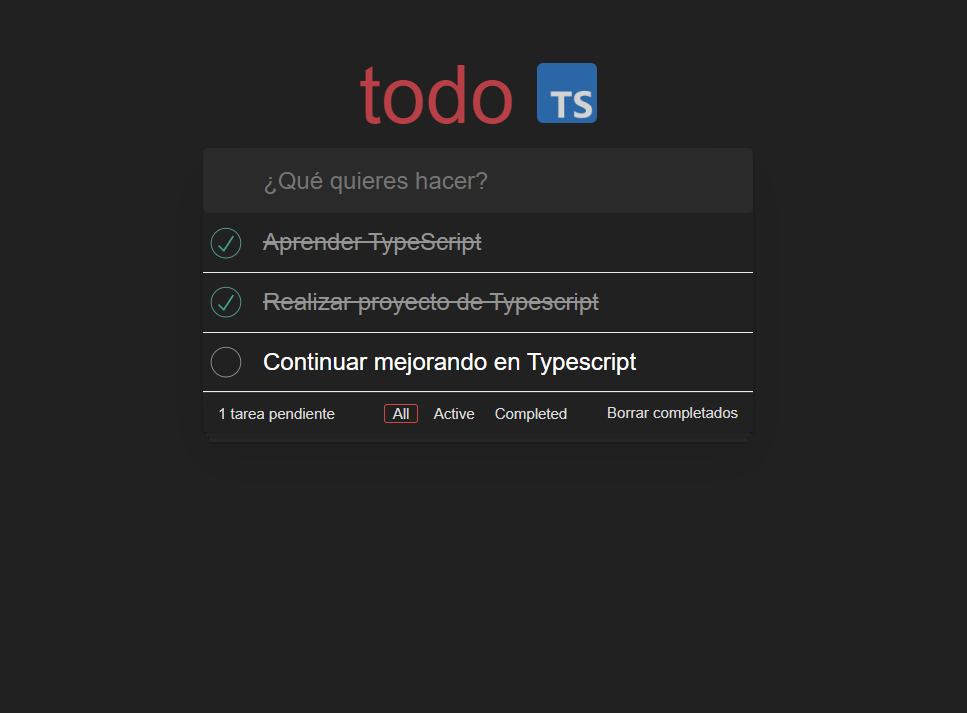 todo TS
¿Qué quieres hacer?
Aprender TypeScript
Realizar proyecto de Typescript
Continuar mejorando en Typescript
1 tarea pendiente All Active Completed Borrar completados